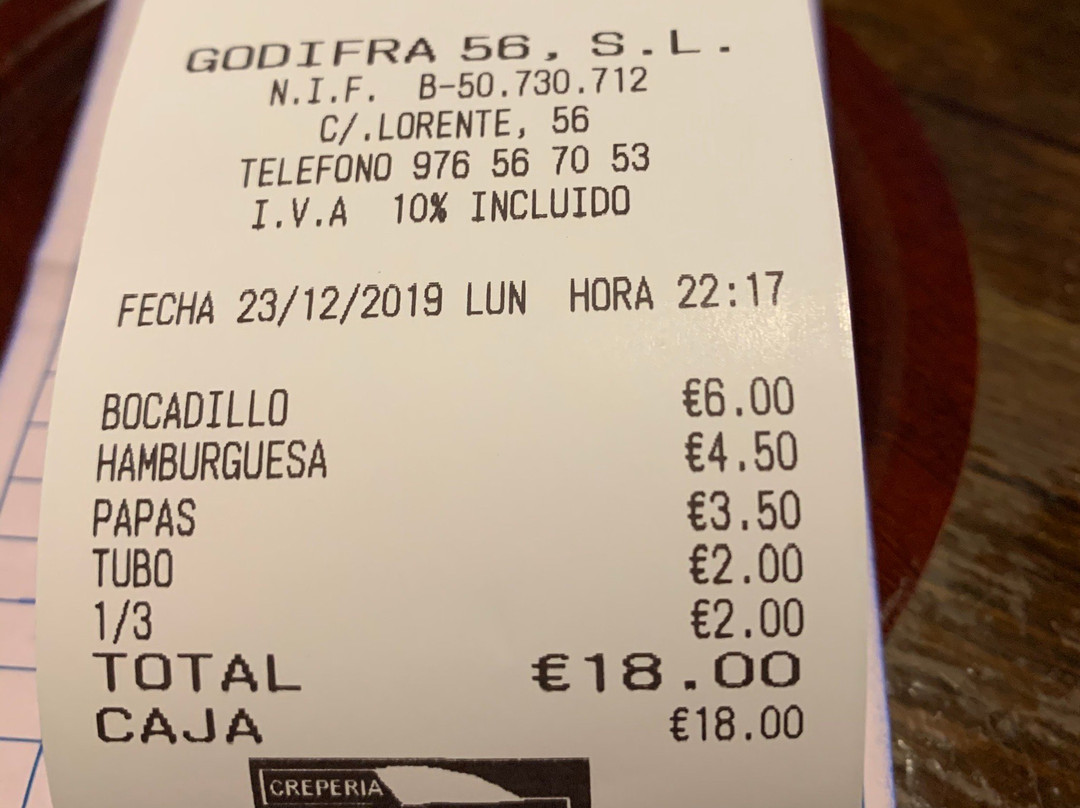 GODIFRA 56, S.L.
N.I.F. B-50.730.712
C/.LORENTE, 56
TELEFONO 976 56 70 53
I.V.A 10% INCLUIDO
FECHA 23/12/2019 LUN HORA 22:17
BOCADILLO €6.00
HAMBURGUESA €4.50
PAPAS €3.50
TUBO €2.00
1/3 €2.00
TOTAL €18.00
CAJA €18.00
CREPERIA